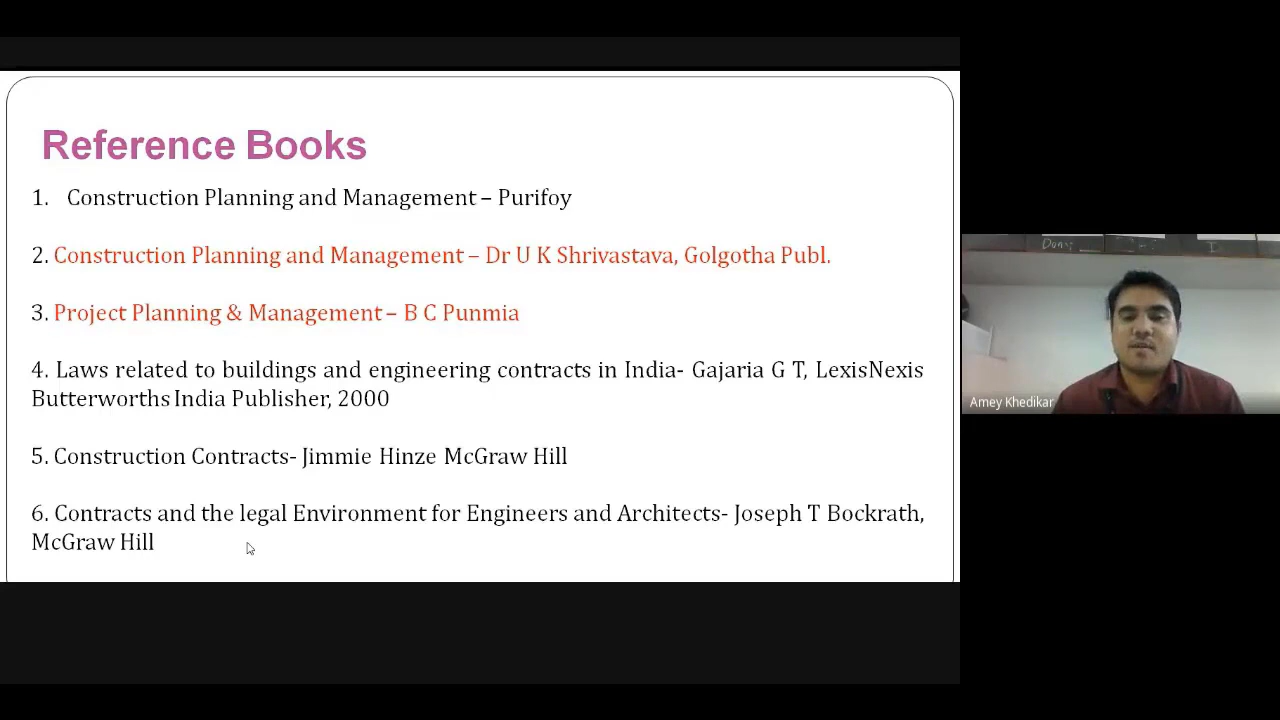 Reference Books
1. Construction Planning and Management – Purifoy
2. Construction Planning and Management – Dr U K Shrivastava, Golgotha Publ.
3. Project Planning & Management – B C Punmia
4. Laws related to buildings and engineering contracts in India- Gajaria G T, LexisNexis
Butterworths India Publisher, 2000
5. Construction Contracts- Jimmie Hinze McGraw Hill
6. Contracts and the legal Environment for Engineers and Architects- Joseph T Bockrath,
McGraw Hill
Amey Khedikar